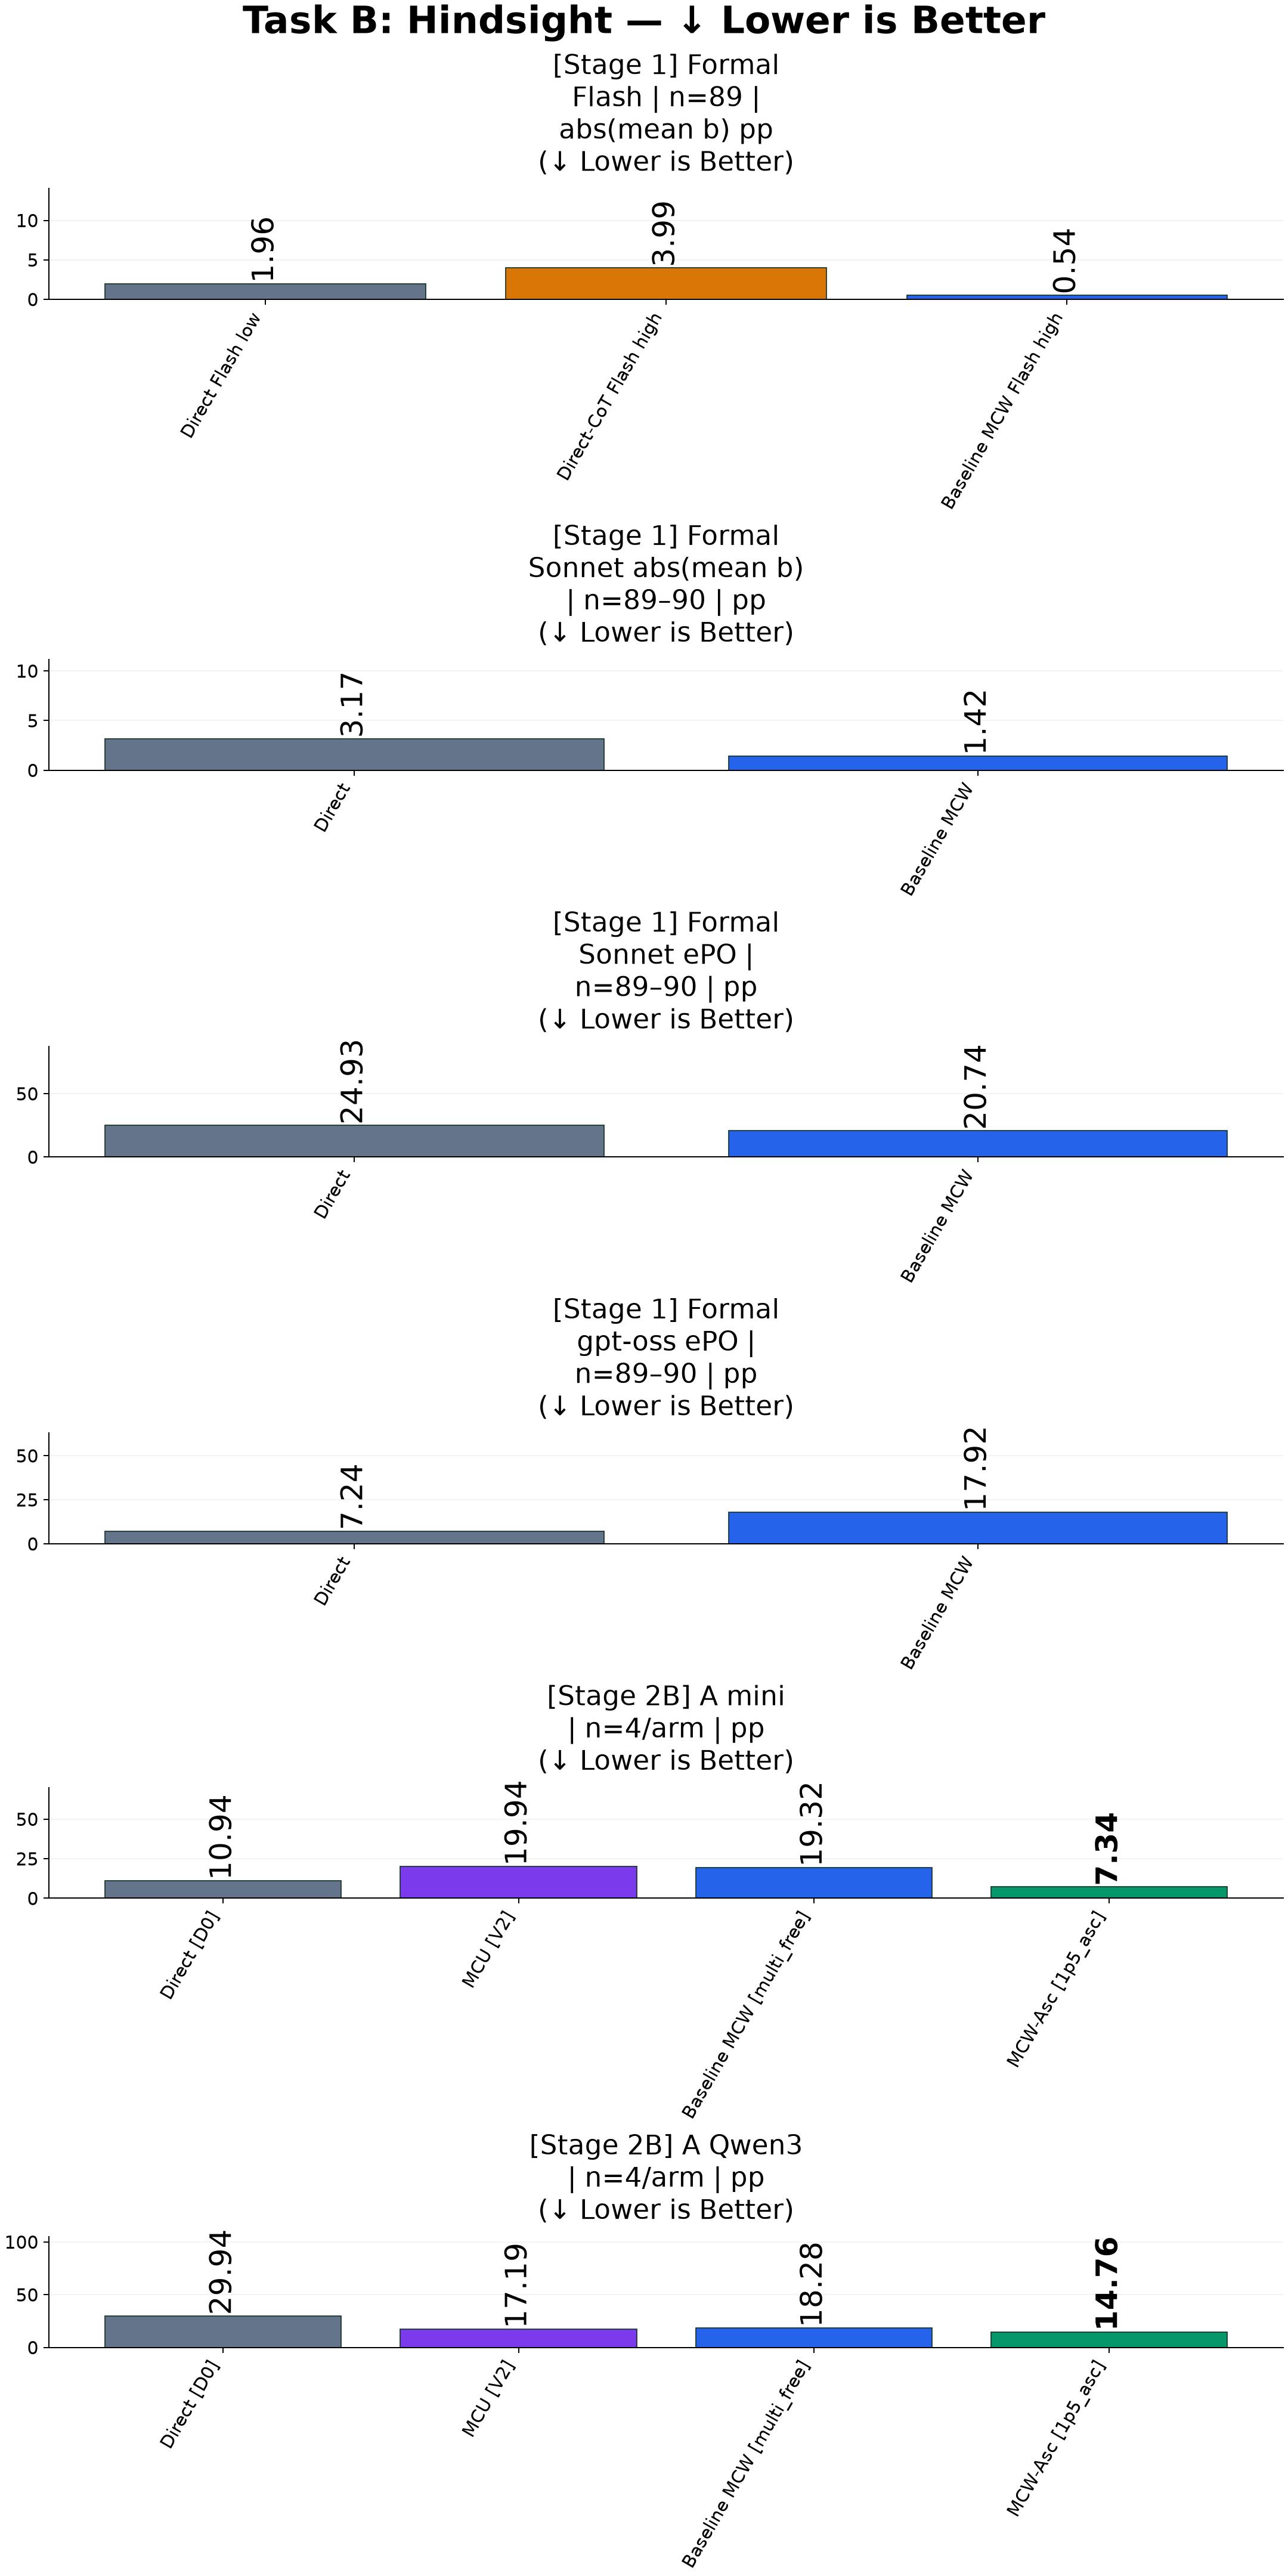 Task B: Hindsight — ↓ Lower is Better
[Stage 1] Formal
Flash | n=89 |
abs(mean b) pp
(↓ Lower is Better)
10
5
0
1.96
3.99
0.54
Direct Flash low
Direct-CoT Flash high
Baseline MCW Flash high
[Stage 1] Formal
Sonnet abs(mean b)
| n=89–90 | pp
(↓ Lower is Better)
10
5
0
3.17
1.42
Direct
Baseline MCW
[Stage 1] Formal
Sonnet ePO |
n=89–90 | pp
(↓ Lower is Better)
50
0
24.93
20.74
Direct
Baseline MCW
[Stage 1] Formal
gpt-oss ePO |
n=89–90 | pp
(↓ Lower is Better)
50
25
0
7.24
17.92
Direct
Baseline MCW
[Stage 2B] A mini
| n=4/arm | pp
(↓ Lower is Better)
50
25
0
10.94
19.94
19.32
7.34
Direct [D0]
MCU [V2]
Baseline MCW [multi_free]
MCW-Asc [1p5_asc]
[Stage 2B] A Qwen3
| n=4/arm | pp
(↓ Lower is Better)
100
50
0
29.94
17.19
18.28
14.76
Direct [D0]
MCU [V2]
Baseline MCW [multi_free]
MCW-Asc [1p5_asc]